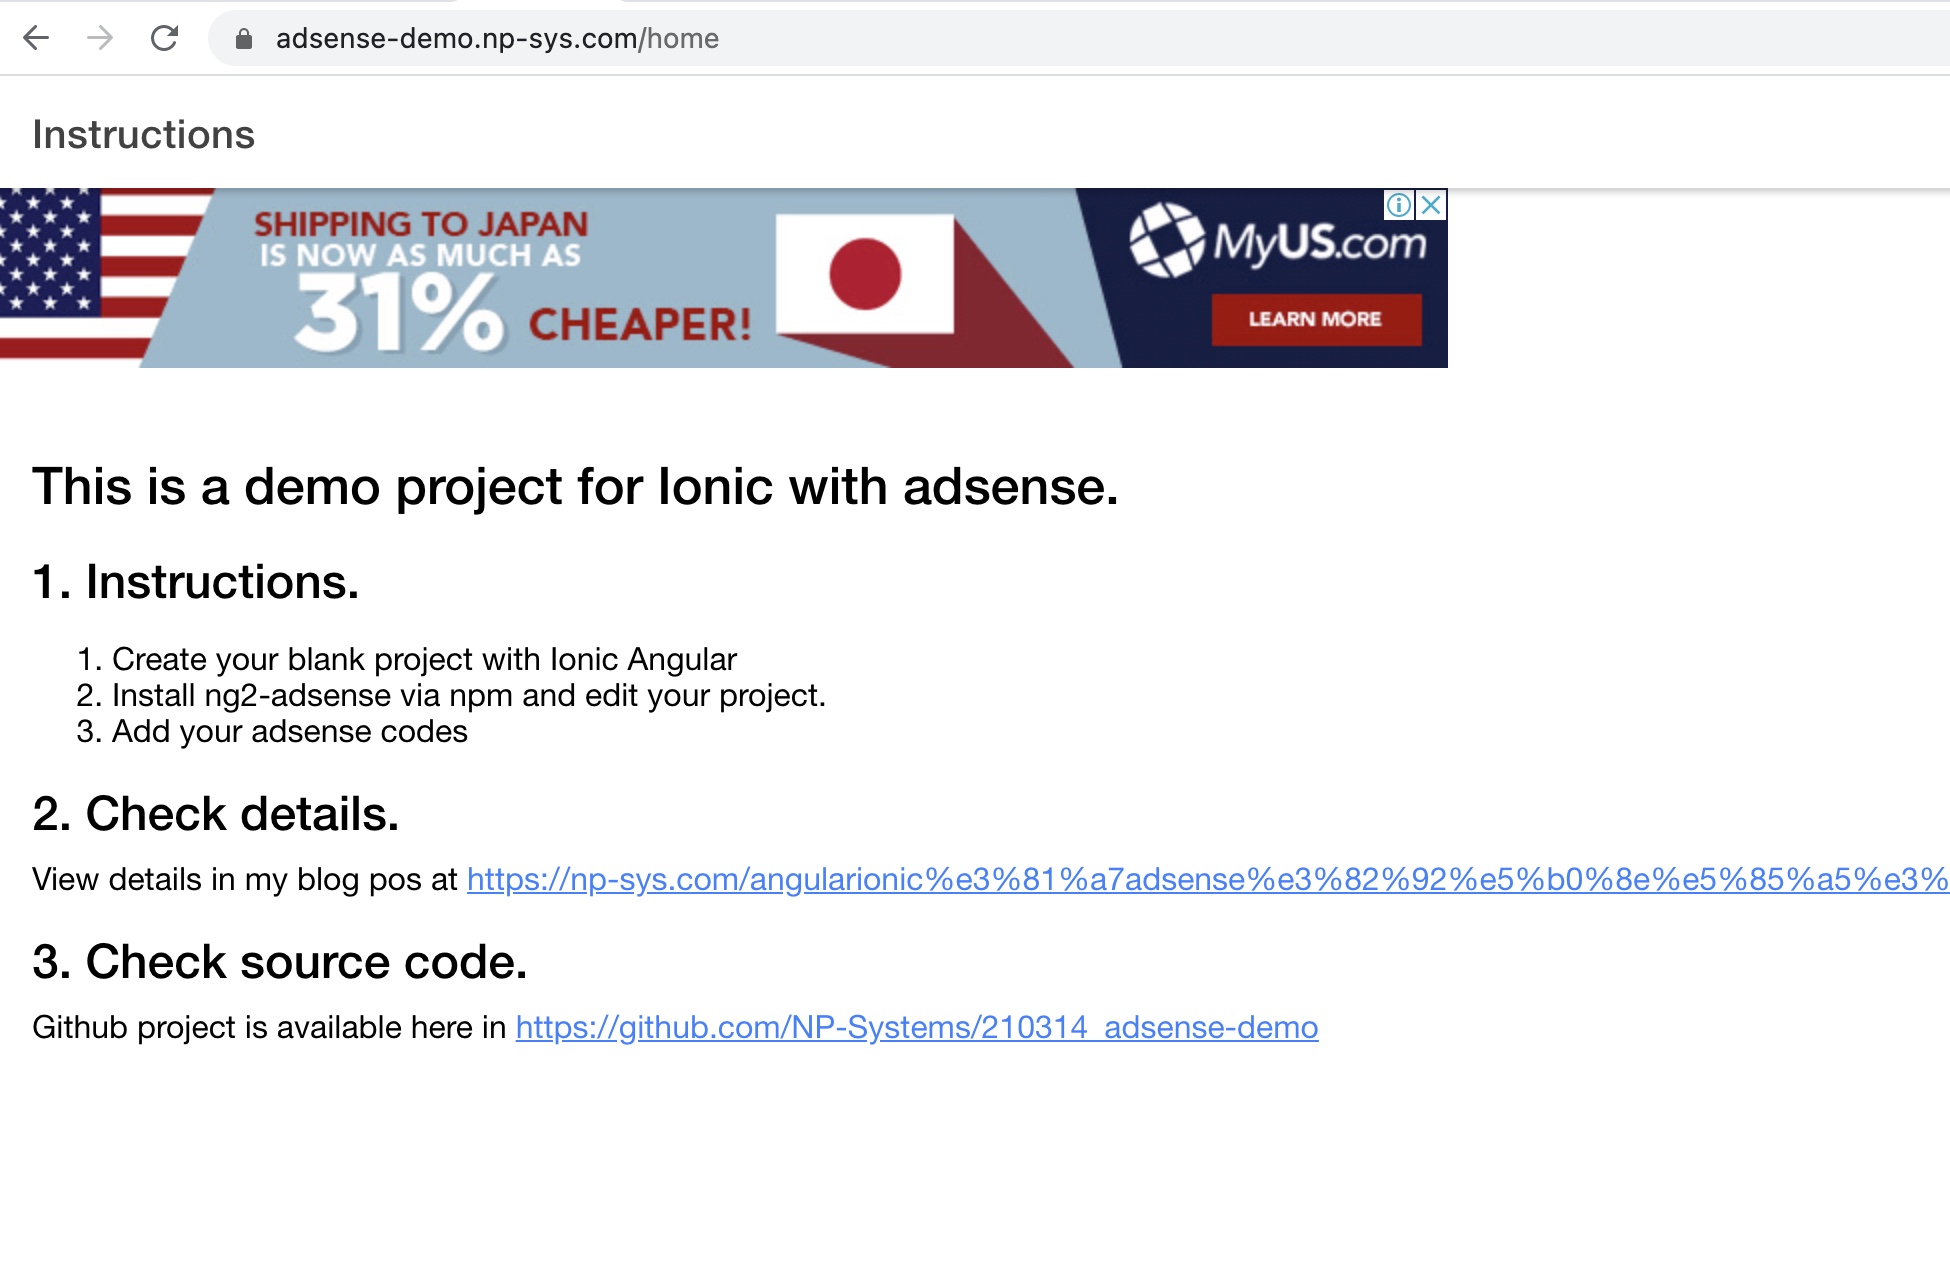 adsense-demo.np-sys.com/home
Instructions
SHIPPING TO JAPAN
IS NOW AS MUCH AS
31% CHEAPER!
MyUS.com
LEARN MORE
This is a demo project for Ionic with adsense.
1. Instructions.
1. Create your blank project with Ionic Angular
2. Install ng2-adsense via npm and edit your project.
3. Add your adsense codes
2. Check details.
View details in my blog pos at https://np-sys.com/angularionic%e3%81%a7adsense%e3%82%92%e5%b0%8e%e5%85%a5%e3%
3. Check source code.
Github project is available here in https://github.com/NP-Systems/210314_adsense-demo